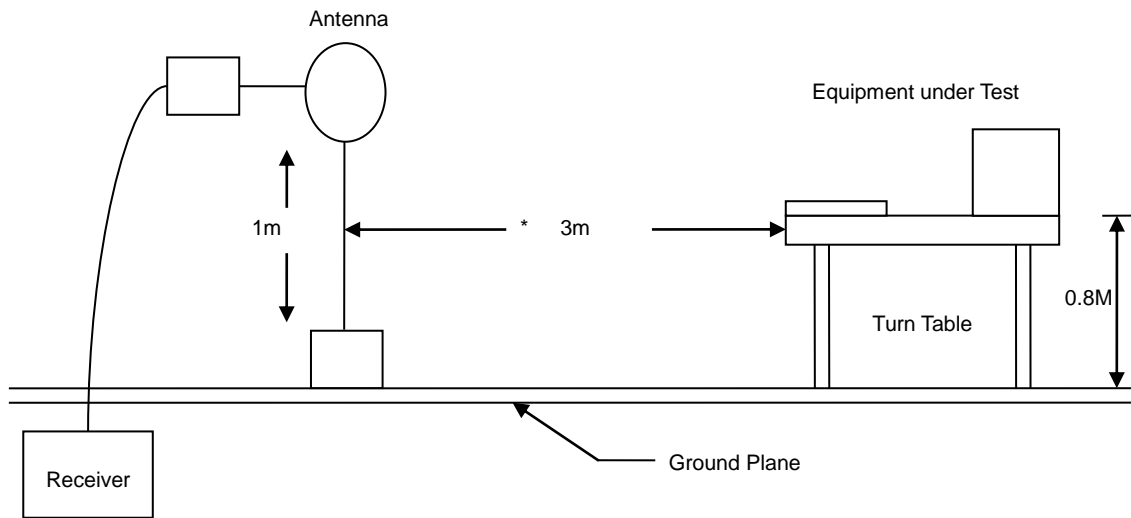 Antenna
Equipment under Test
1m
* 3m
0.8M
Turn Table
Ground Plane
Receiver